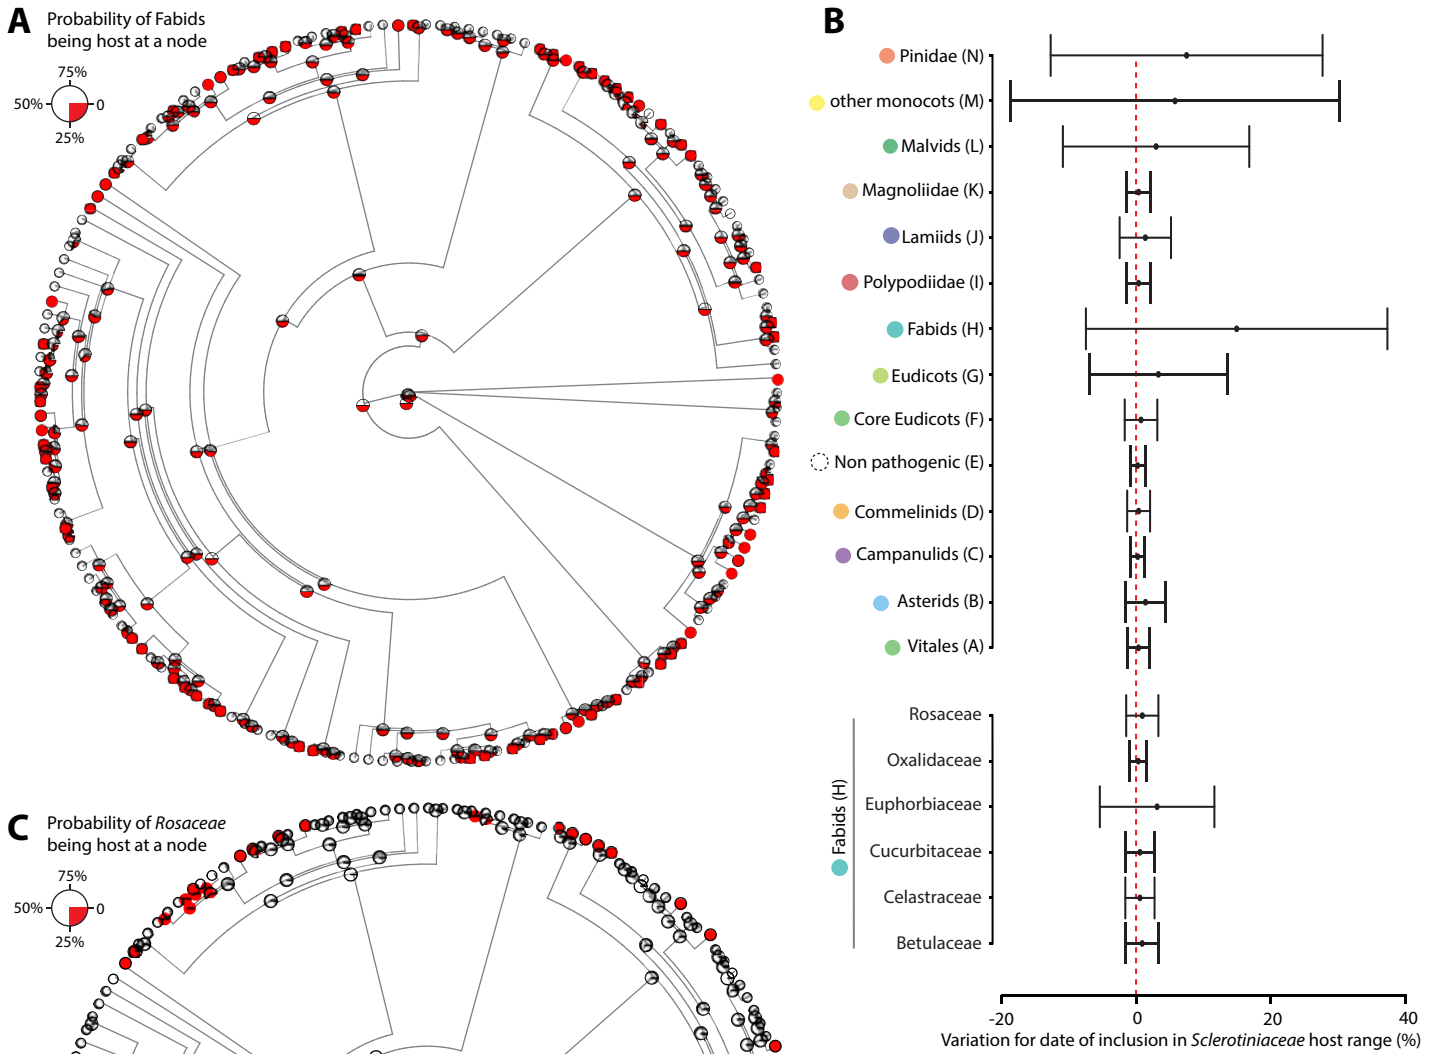 A
Probability of Fabids
being host at a node
75%
50%
0
25%
B
Pinidae (N)
other monocots (M)
Malvids (L)
Magnoliidae (K)
Lamiids (J)
Polypodiidae (I)
Fabids (H)
Eudicots (G)
Core Eudicots (F)
Non pathogenic (E)
Commelinids (D)
Campanulids (C)
Asterids (B)
Vitales (A)
Rosaceae
Oxalidaceae
Euphorbiaceae
Cucurbitaceae
Celastraceae
Betulaceae
Fabids (H)
-20
0
20
40
Variation for date of inclusion in Sclerotiniaceae host range (%)
C
Probability of Rosaceae
being host at a node
75%
50%
0
25%